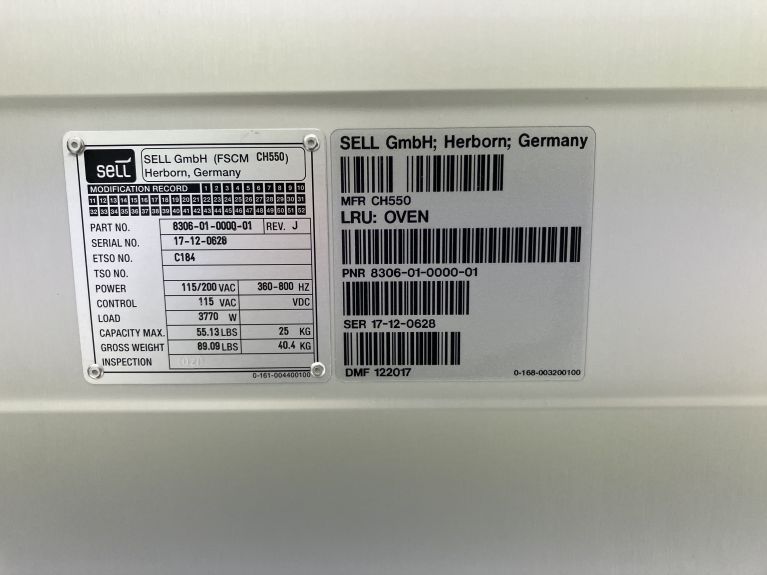 sell
SELL GmbH (FSCM CH550)
Herborn, Germany
MODIFICATION RECORD 1 2 3 4 5 6 7 8 9 10
11 12 13 14 15 16 17 18 19 20 21 22 23 24 25 26 27 28 29 30 31
32 33 34 35 36 37 38 39 40 41 42 43 44 45 46 47 48 49 50 51 52
PART NO. 8306-01-0000-01 REV. J
SERIAL NO. 17-12-0628
ETSO NO. C184
TSO NO.
POWER 115/200 VAC 360-800 HZ
CONTROL 115 VAC VDC
LOAD 3770 W
CAPACITY MAX. 55.13 LBS 25 KG
GROSS WEIGHT 89.09 LBS 40.4 KG
INSPECTION
0-161-004400100
SELL GmbH; Herborn; Germany
MFR CH550
LRU: OVEN
PNR 8306-01-0000-01
SER 17-12-0628
DMF 122017 0-168-003200100